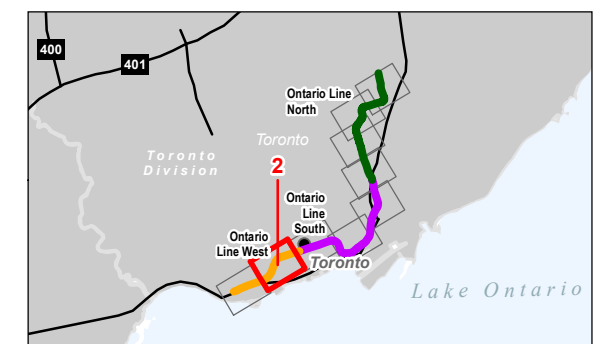 400
401
Ontario Line
North
Toronto
Toronto
Division
2
Ontario
Line
South
Ontario
Line West
Toronto
Lake Ontario